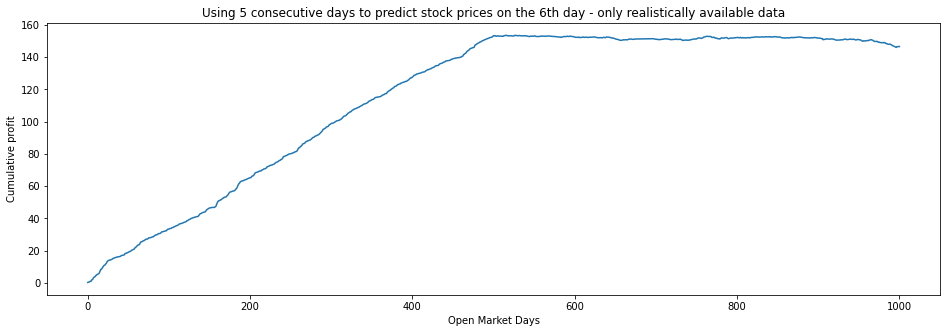 Using 5 consecutive days to predict stock prices on the 6th day - only realistically available data
160
140
120
100
80
60
40
20
0
Cumulative profit
0 200 400 600 800 1000
Open Market Days